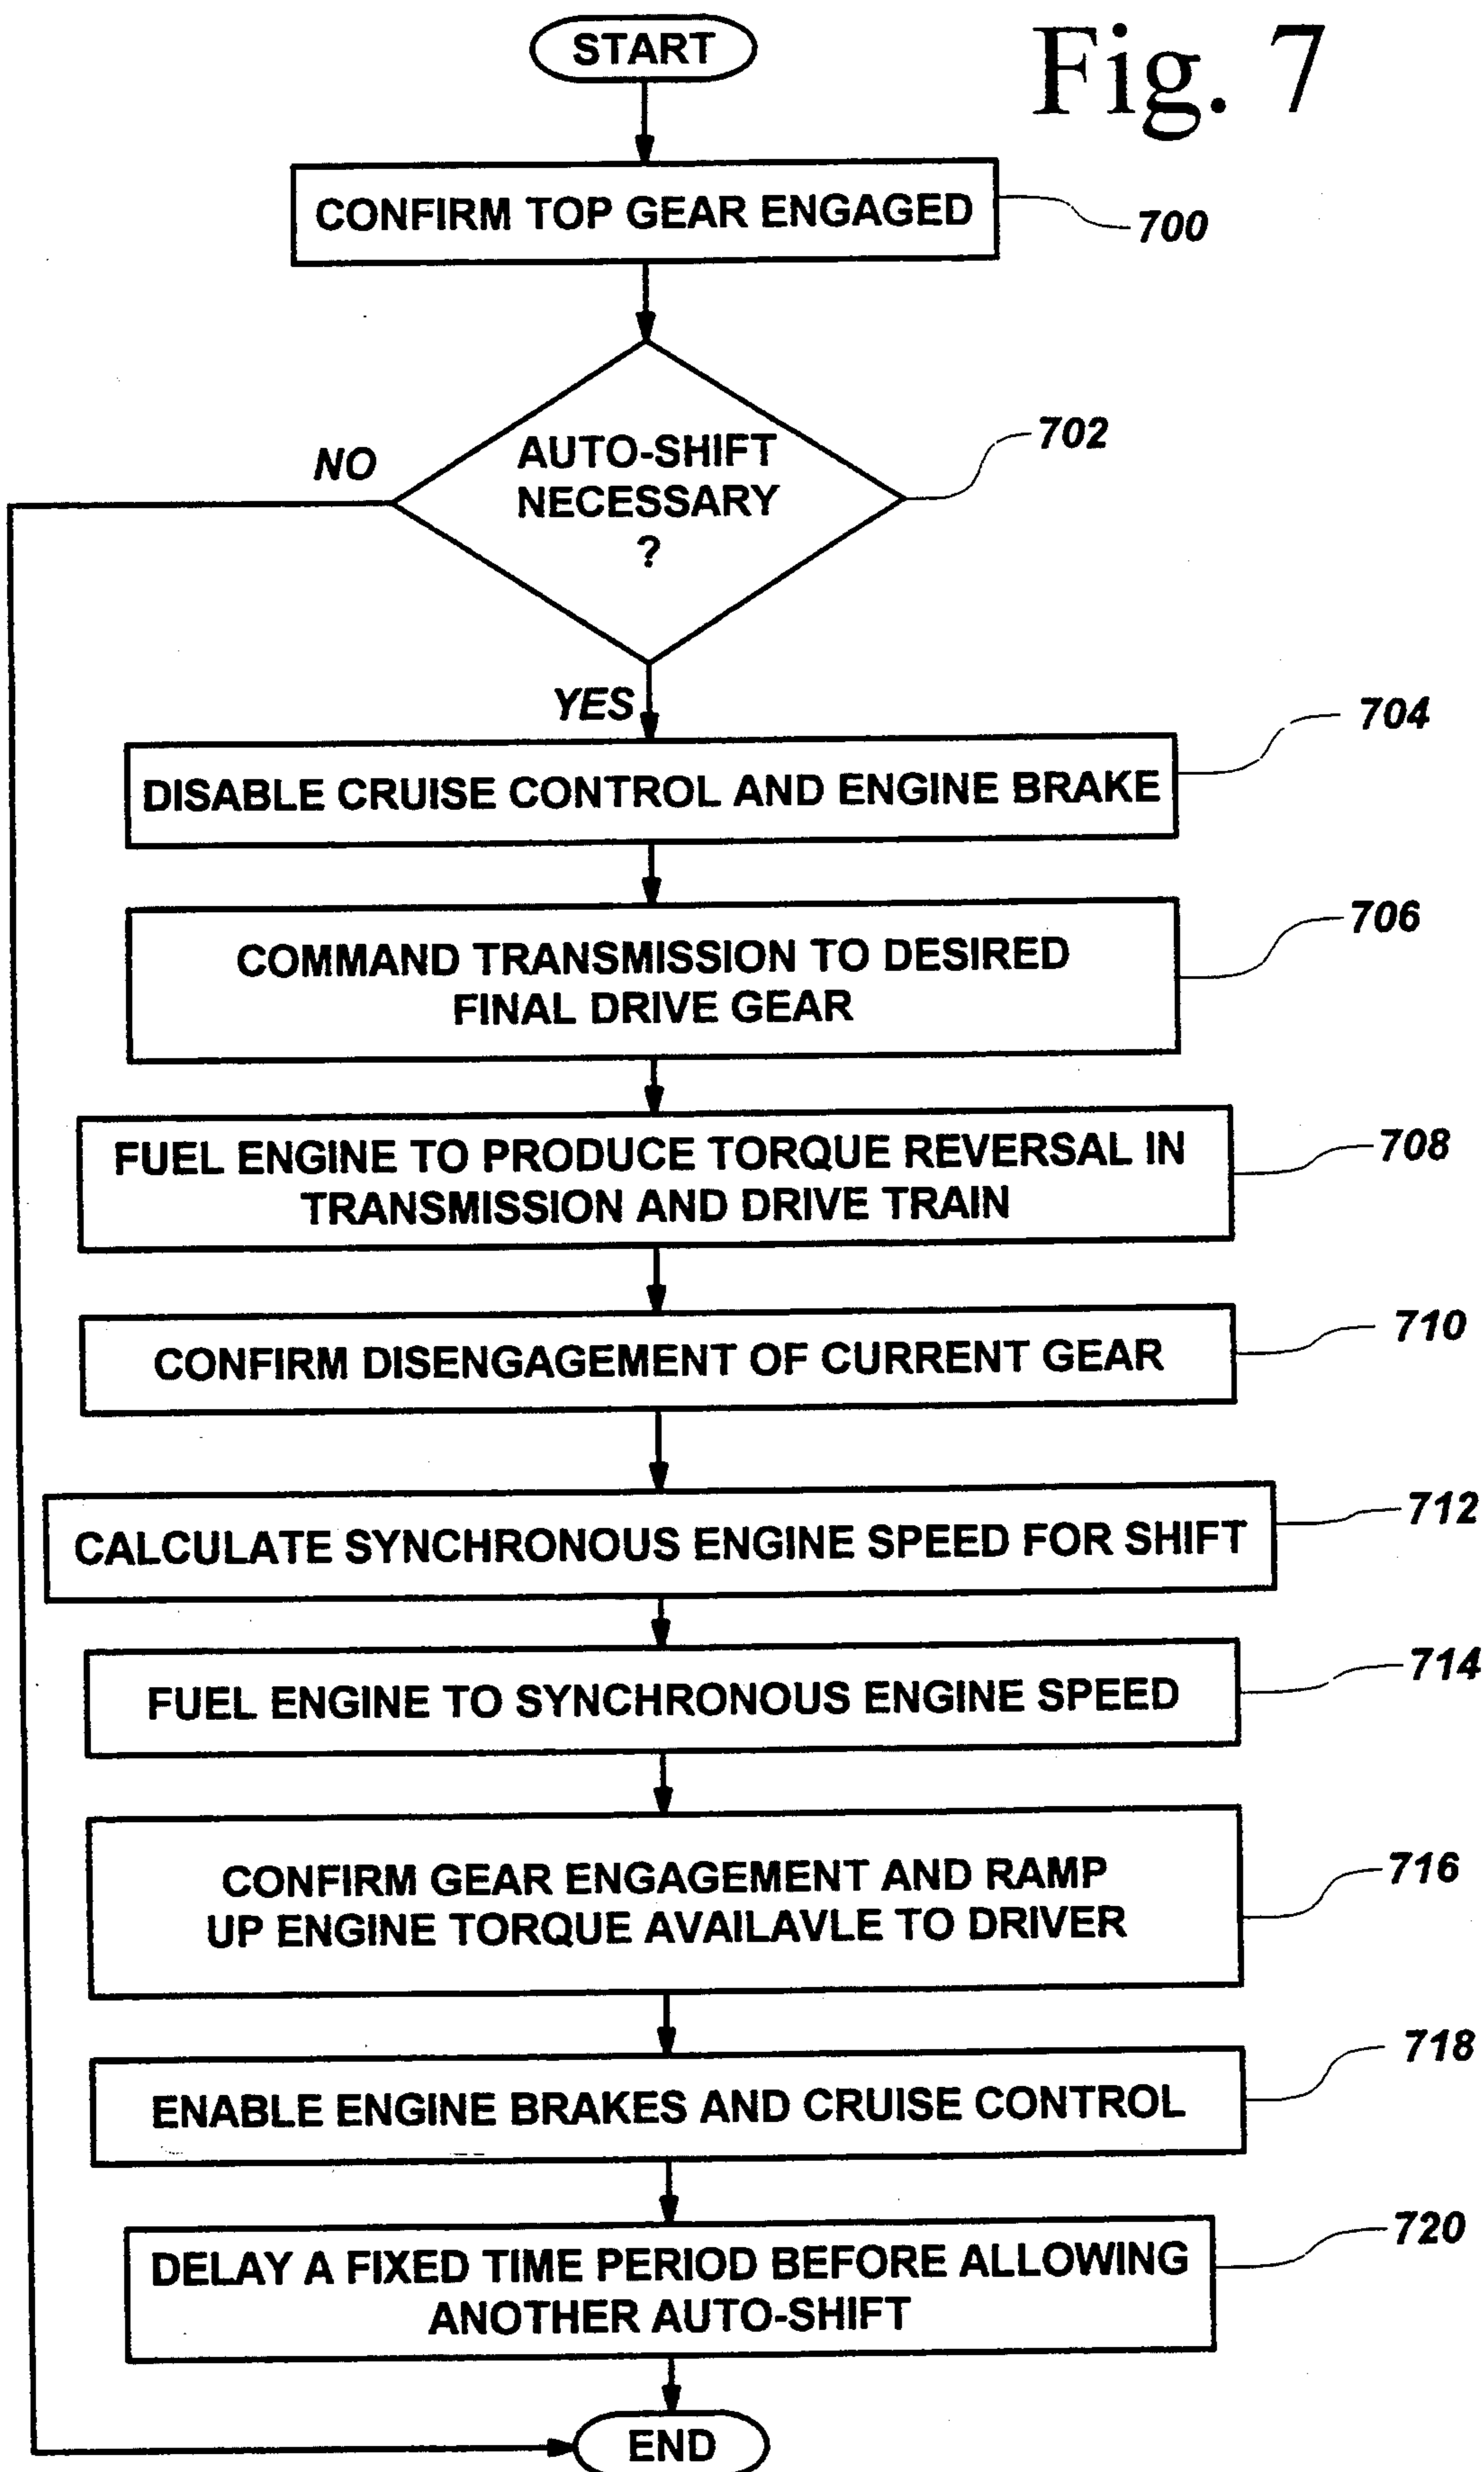 START
Fig. 7
CONFIRM TOP GEAR ENGAGED
700
AUTO-SHIFT
NECESSARY
?
702
NO
YES
704
DISABLE CRUISE CONTROL AND ENGINE BRAKE
706
COMMAND TRANSMISSION TO DESIRED
FINAL DRIVE GEAR
708
FUEL ENGINE TO PRODUCE TORQUE REVERSAL IN
TRANSMISSION AND DRIVE TRAIN
710
CONFIRM DISENGAGEMENT OF CURRENT GEAR
712
CALCULATE SYNCHRONOUS ENGINE SPEED FOR SHIFT
714
FUEL ENGINE TO SYNCHRONOUS ENGINE SPEED
716
CONFIRM GEAR ENGAGEMENT AND RAMP
UP ENGINE TORQUE AVAILAVLE TO DRIVER
718
ENABLE ENGINE BRAKES AND CRUISE CONTROL
720
DELAY A FIXED TIME PERIOD BEFORE ALLOWING
ANOTHER AUTO-SHIFT
END